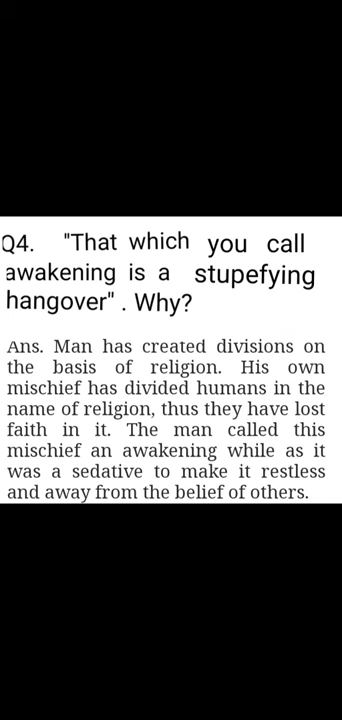 Q4. "That which you call
awakening is a stupefying
hangover" . Why?
Ans. Man has created divisions on
the basis of religion. His own
mischief has divided humans in the
name of religion, thus they have lost
faith in it. The man called this
mischief an awakening while as it
was a sedative to make it restless
and away from the belief of others.